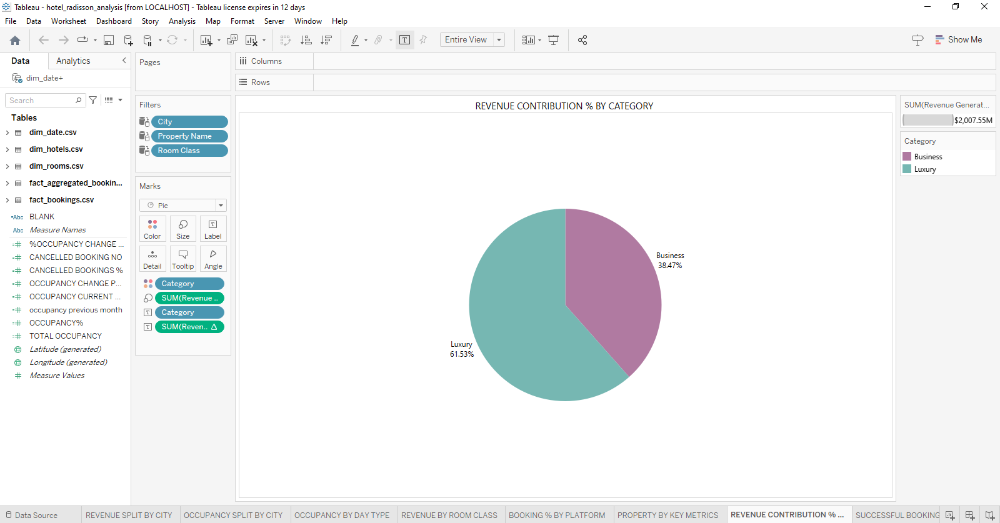 Tableau - hotel_radisson_analysis [from LOCALHOST] - Tableau license expires in 12 days
File Data Worksheet Dashboard Story Analysis Map Format Server Window Help
Entire View
Show Me
Data Analytics
dim_date+
Search
Tables
dim_date.csv
dim_hotels.csv
dim_rooms.csv
fact_aggregated_bookin...
fact_bookings.csv
=Abc BLANK
Abc Measure Names
%OCCUPANCY CHANGE ...
CANCELLED BOOKING NO
CANCELLED BOOKINGS %
OCCUPANCY CHANGE P...
OCCUPANCY CURRENT ...
occupancy previous month
OCCUPANCY%
TOTAL OCCUPANCY
Latitude (generated)
Longitude (generated)
Measure Values
Pages
Filters
City
Property Name
Room Class
Marks
Pie
Color Size Label
Detail Tooltip Angle
Category
SUM(Revenue ..
Category
SUM(Reven..
Columns
Rows
REVENUE CONTRIBUTION % BY CATEGORY
Business
38.47%
Luxury
61.53%
SUM(Revenue Generat...
$2,007.55M
Category
Business
Luxury
Data Source REVENUE SPLIT BY CITY OCCUPANCY SPLIT BY CITY OCCUPANCY BY DAY TYPE REVENUE BY ROOM CLASS BOOKING % BY PLATFORM PROPERTY BY KEY METRICS REVENUE CONTRIBUTION % ... SUCCESSFUL BOOKING